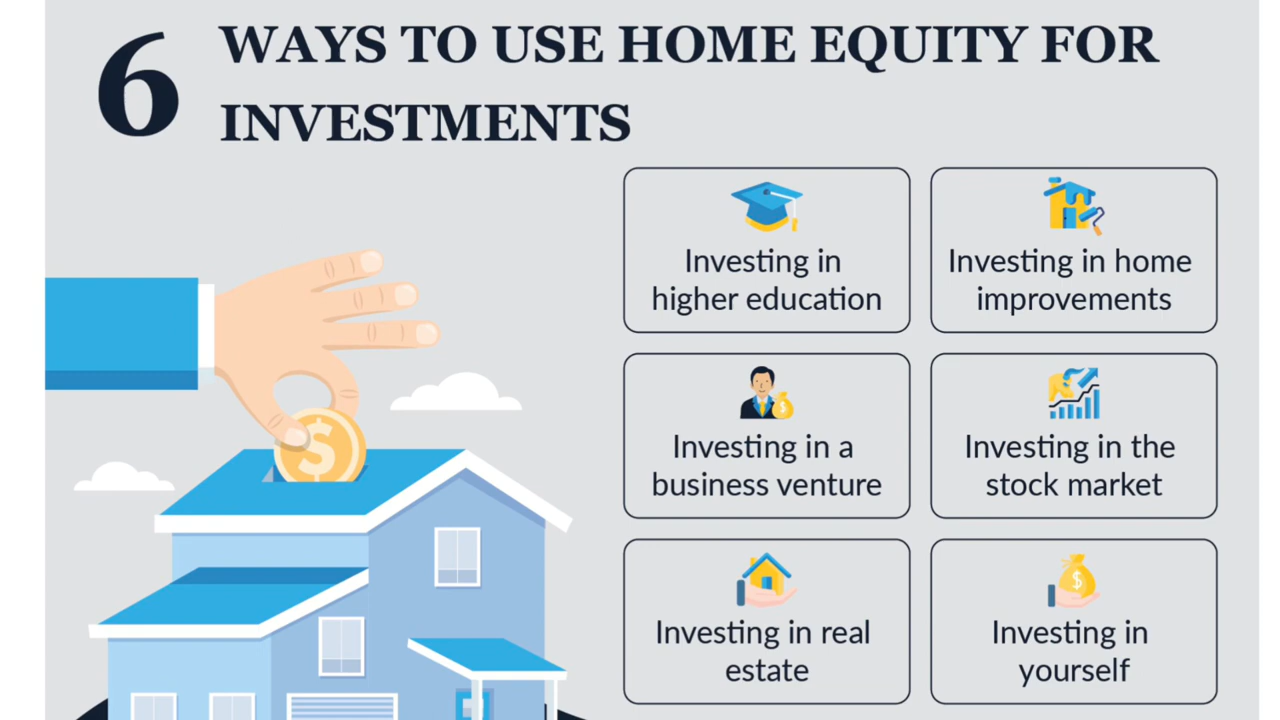 6
WAYS TO USE HOME EQUITY FOR
INVESTMENTS
Investing in
higher education
Investing in home
improvements
Investing in a
business venture
Investing in the
stock market
Investing in real
estate
Investing in
yourself
$
$